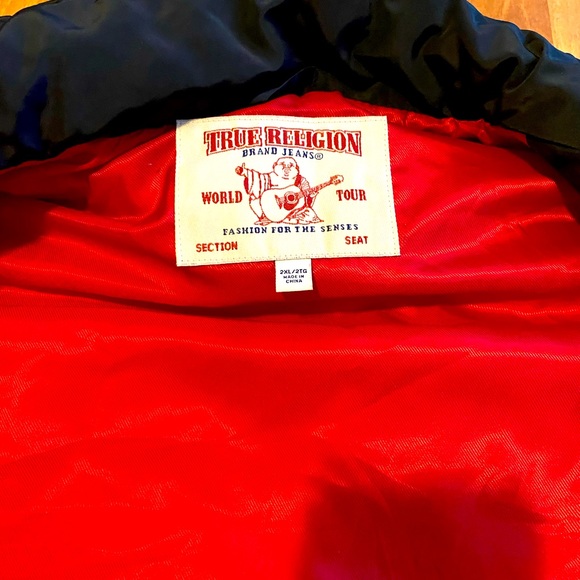 TRUE RELIGION
BRAND JEANS®
WORLD TOUR
FASHION FOR THE SENSES
SECTION SEAT
2XL/2TG
MADE IN
CHINA